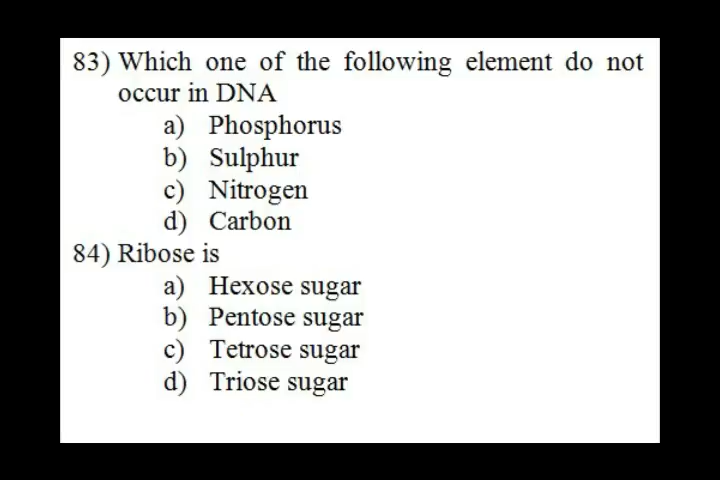 83) Which one of the following element do not
occur in DNA
a) Phosphorus
b) Sulphur
c) Nitrogen
d) Carbon
84) Ribose is
a) Hexose sugar
b) Pentose sugar
c) Tetrose sugar
d) Triose sugar